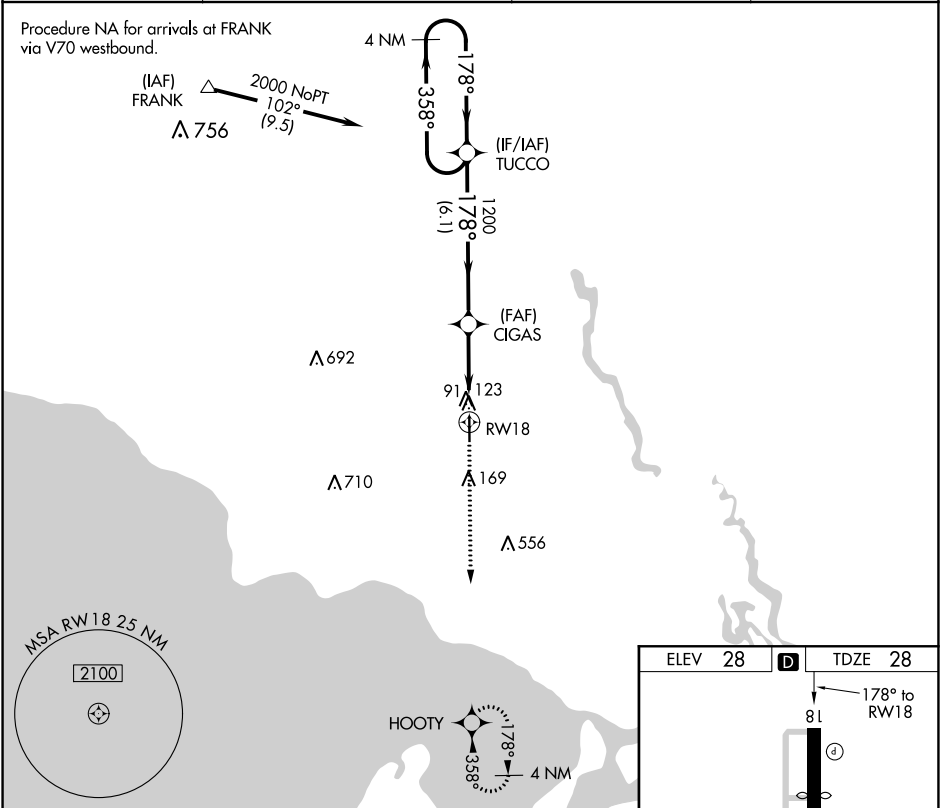 Procedure NA for arrivals at FRANK
via V70 westbound.
4 NM
178°
358°
(IAF)
FRANK
2000 NoPT
102°
(9.5)
756
(IF/IAF)
TUCCO
1200
178°
(6.1)
(FAF)
CIGAS
692
91
123
RW18
710
169
556
MSA RW18 25 NM
2100
HOOTY
178°
358°
4 NM
ELEV 28
D
TDZE 28
178° to
RW18
18
P